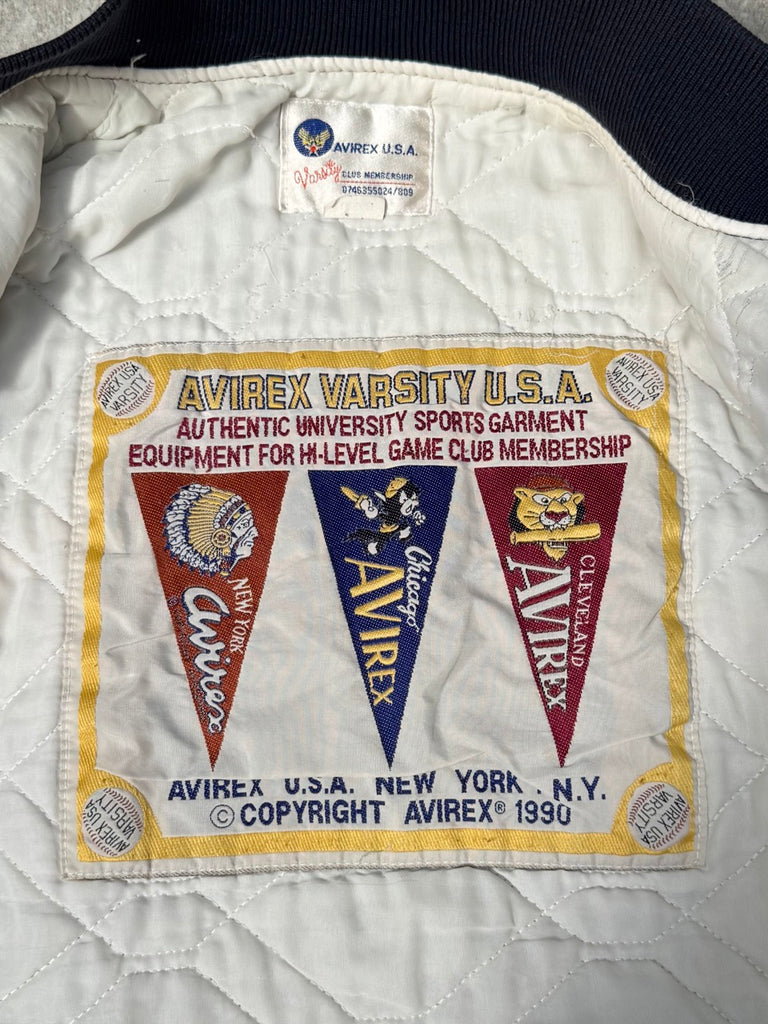 AVIREX U.S.A.
Varsity CLUB MEMBERSHIP
0746355024/809
AVIREX USA
VARSITY
AVIREX USA
VARSITY
AVIREX VARSITY U.S.A.
AUTHENTIC UNIVERSITY SPORTS GARMENT
EQUIPMENT FOR HI-LEVEL GAME CLUB MEMBERSHIP
NEW YORK
Avirex
Chicago
AVIREX
CLEVELAND
AVIREX
AVIREX U.S.A. NEW YORK . N.Y.
© COPYRIGHT AVIREX® 1990
AVIREX USA
VARSITY
AVIREX USA
VARSITY